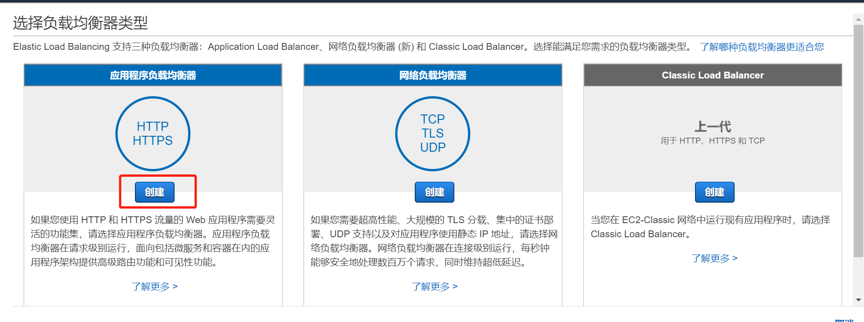 选择负载均衡器类型
Elastic Load Balancing 支持三种负载均衡器：Application Load Balancer、网络负载均衡器 (新) 和 Classic Load Balancer。选择能满足您需求的负载均衡器类型。 了解哪种负载均衡器更适合您
应用程序负载均衡器
HTTP
HTTPS
创建
如果您使用 HTTP 和 HTTPS 流量的 Web 应用程序需要灵
活的功能集，请选择应用程序负载均衡器。应用程序负载
均衡器在请求级别运行，面向包括微服务和容器在内的应
用程序架构提供高级路由功能和可见性功能。
了解更多 >
网络负载均衡器
TCP
TLS
UDP
创建
如果您需要超高性能、大规模的 TLS 分载、集中的证书部
署、UDP 支持以及对应用程序使用静态 IP 地址，请选择网
络负载均衡器。网络负载均衡器在连接级别运行，每秒钟
能够安全地处理数百万个请求，同时维持超低延迟。
了解更多 >
Classic Load Balancer
上一代
用于 HTTP、HTTPS 和 TCP
创建
当您在 EC2-Classic 网络中运行现有应用程序时，请选择
Classic Load Balancer。
了解更多 >